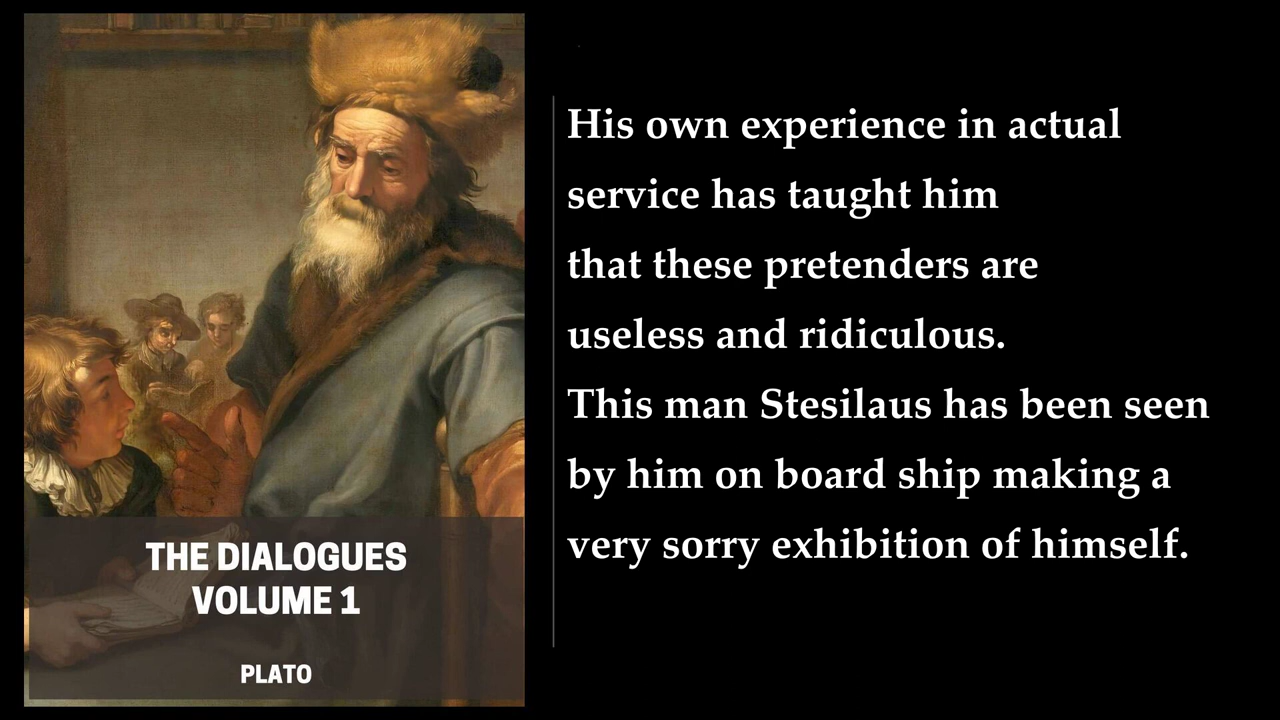 THE DIALOGUES
VOLUME 1
PLATO
His own experience in actual
service has taught him
that these pretenders are
useless and ridiculous.
This man Stesilaus has been seen
by him on board ship making a
very sorry exhibition of himself.